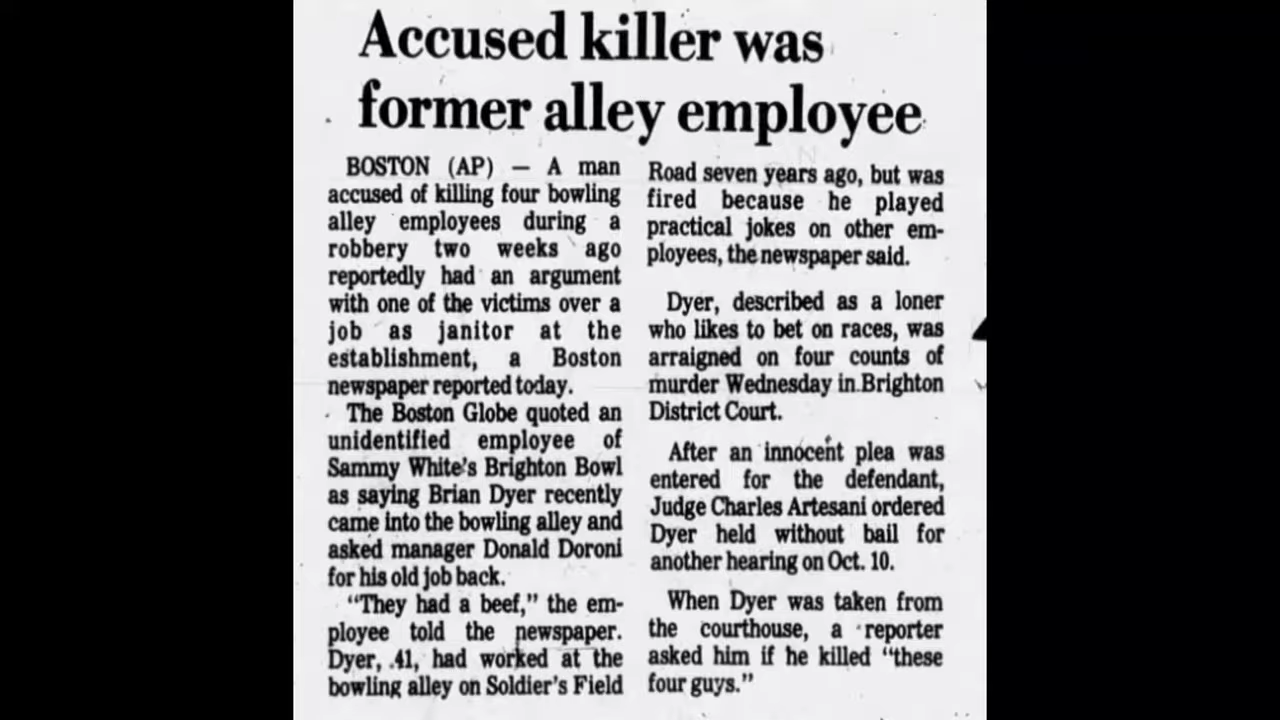 Accused killer was
former alley employee
BOSTON (AP) — A man
accused of killing four bowling
alley employees during a
robbery two weeks ago
reportedly had an argument
with one of the victims over a
job as janitor at the
establishment, a Boston
newspaper reported today.
The Boston Globe quoted an
unidentified employee of
Sammy White's Brighton Bowl
as saying Brian Dyer recently
came into the bowling alley and
asked manager Donald Doroni
for his old job back.
"They had a beef," the em-
ployee told the newspaper.
Dyer, 41, had worked at the
bowling alley on Soldier's Field
Road seven years ago, but was
fired because he played
practical jokes on other em-
ployees, the newspaper said.
Dyer, described as a loner
who likes to bet on races, was
arraigned on four counts of
murder Wednesday in Brighton
District Court.
After an innocent plea was
entered for the defendant,
Judge Charles Artesani ordered
Dyer held without bail for
another hearing on Oct. 10.
When Dyer was taken from
the courthouse, a reporter
asked him if he killed "these
four guys."